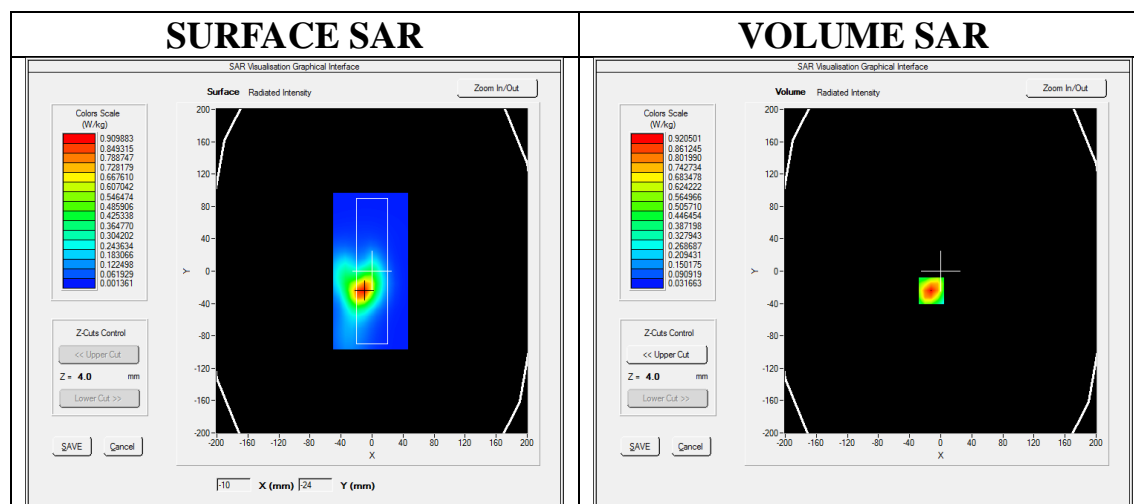 SURFACE SAR
VOLUME SAR
SAR Visualisation Graphical Interface
Surface Radiated Intensity
Zoom In/Out
Colors Scale
(W/kg)
0.909883
0.849315
0.788747
0.728179
0.667610
0.607042
0.546474
0.485906
0.425338
0.364770
0.304202
0.243634
0.183066
0.122498
0.061929
0.001361
200
160
120
80
40
0
-40
-80
-120
-160
-200
Y
-200 -160 -120 -80 -40 0 40 80 120 160 200
X
Z-Cuts Control
<< Upper Cut
Z = 4.0 mm
Lower Cut >>
SAVE Cancel
-10 X (mm) -24 Y (mm)
SAR Visualisation Graphical Interface
Volume Radiated Intensity
Zoom In/Out
Colors Scale
(W/kg)
0.920501
0.861245
0.801990
0.742734
0.683478
0.624222
0.564966
0.505710
0.446454
0.387198
0.327943
0.268687
0.209431
0.150175
0.090919
0.031663
200
160
120
80
40
0
-40
-80
-120
-160
-200
Y
-200 -160 -120 -80 -40 0 40 80 120 160 200
X
Z-Cuts Control
<< Upper Cut
Z = 4.0 mm
Lower Cut >>
SAVE Cancel